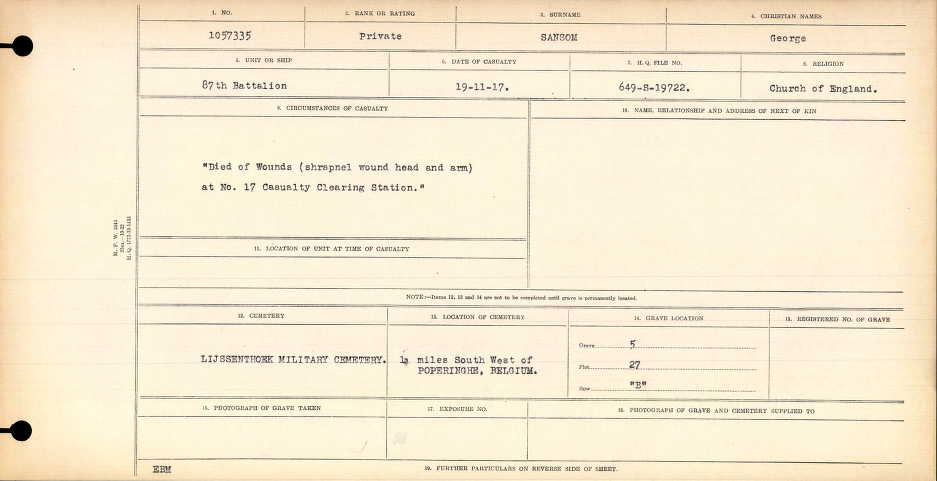 1. NO.
2. RANK OR RATING
3. SURNAME
4. CHRISTIAN NAMES
1057335
Private
SANSOM
George
5. UNIT OR SHIP
6. DATE OF CASUALTY
7. H. Q. FILE NO.
8. RELIGION
87th Battalion
19-11-17.
649-S-19722.
Church of England.
9. CIRCUMSTANCES OF CASUALTY
10. NAME, RELATIONSHIP AND ADDRESS OF NEXT OF KIN
"Died of Wounds (shrapnel wound head and arm)
at No. 17 Casualty Clearing Station."
11. LOCATION OF UNIT AT TIME OF CASUALTY
NOTE:—Items 12, 13 and 14 are not to be completed until grave is permanently located.
12. CEMETERY
13. LOCATION OF CEMETERY
14. GRAVE LOCATION
15. REGISTERED NO. OF GRAVE
LIJSSENTHOEK MILITARY CEMETERY.
miles South West of
POPERINGHE, BELGIUM.
Grave 5
Plot 27
Row "B"
16. PHOTOGRAPH OF GRAVE TAKEN
17. EXPOSURE NO.
18. PHOTOGRAPH OF GRAVE AND CEMETERY SUPPLIED TO
EBM
19. FURTHER PARTICULARS ON REVERSE SIDE OF SHEET.